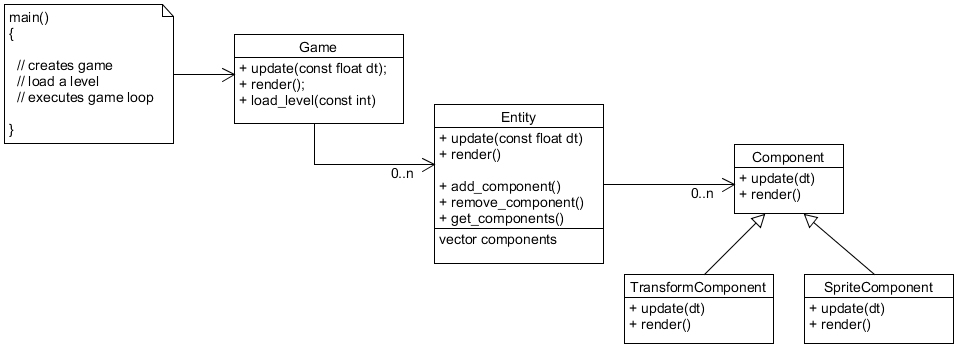 main()
{
// creates game
// load a level
// executes game loop
}
Game
+ update(const float dt);
+ render();
+ load_level(const int)
0..n
Entity
+ update(const float dt)
+ render()
+ add_component()
+ remove_component()
+ get_components()
vector components
0..n
Component
+ update(dt)
+ render()
TransformComponent
+ update(dt)
+ render()
SpriteComponent
+ update(dt)
+ render()